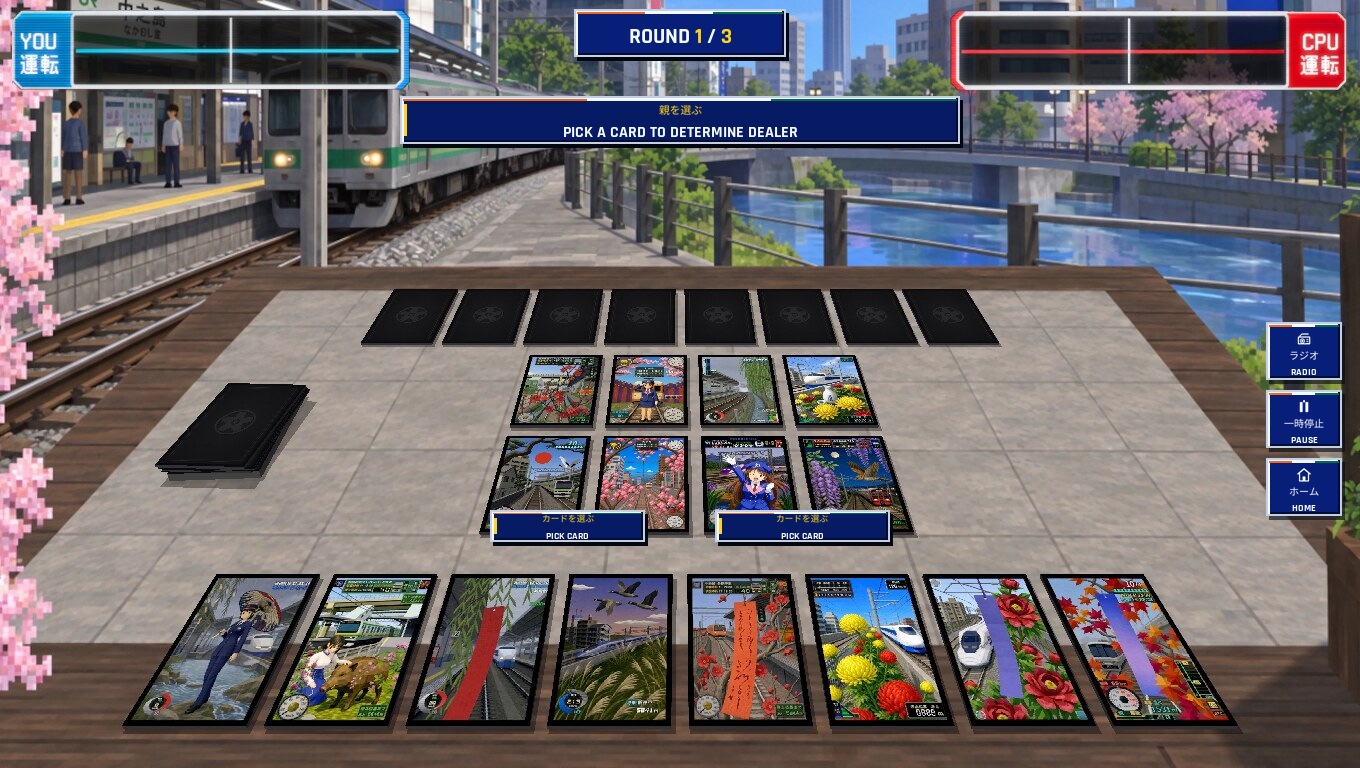 YOU
運転
ROUND 1 / 3
CPU
運転
親を選ぶ
PICK A CARD TO DETERMINE DEALER
ラジオ
RADIO
一時停止
PAUSE
ホーム
HOME
カードを選ぶ
PICK CARD
カードを選ぶ
PICK CARD